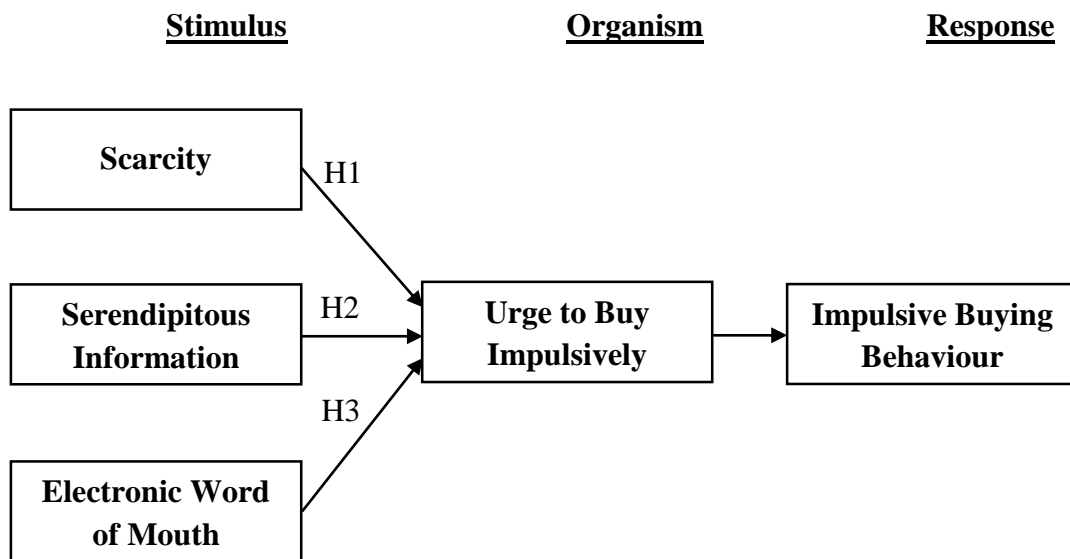 Stimulus
Organism
Response
Scarcity
H1
Serendipitous
Information
H2
Urge to Buy
Impulsively
Impulsive Buying
Behaviour
H3
Electronic Word
of Mouth